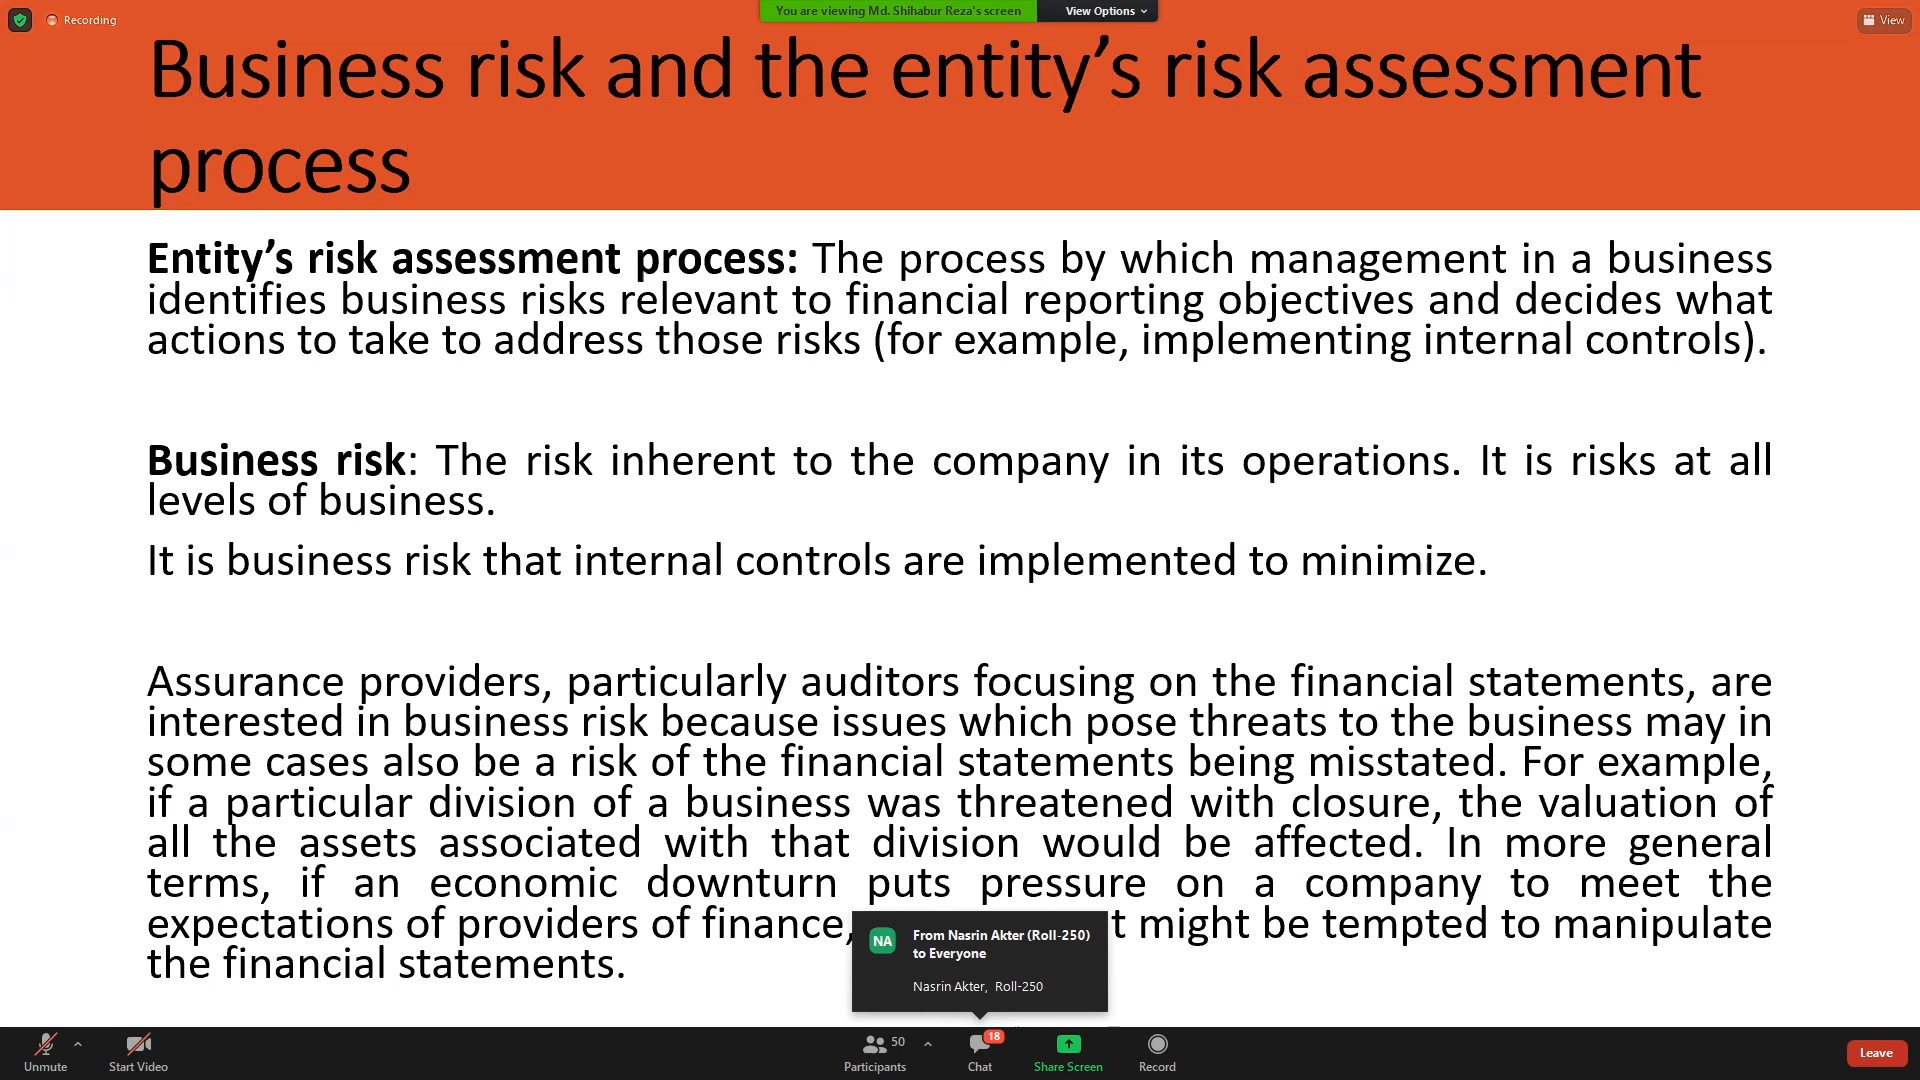 Recording
You are viewing Md. Shihabur Reza's screen
View Options
View
Business risk and the entity’s risk assessment
process
Entity’s risk assessment process: The process by which management in a business
identifies business risks relevant to financial reporting objectives and decides what
actions to take to address those risks (for example, implementing internal controls).
Business risk: The risk inherent to the company in its operations. It is risks at all
levels of business.
It is business risk that internal controls are implemented to minimize.
Assurance providers, particularly auditors focusing on the financial statements, are
interested in business risk because issues which pose threats to the business may in
some cases also be a risk of the financial statements being misstated. For example,
if a particular division of a business was threatened with closure, the valuation of
all the assets associated with that division would be affected. In more general
terms, if an economic downturn puts pressure on a company to meet the
expectations of providers of finance, might be tempted to manipulate
the financial statements.
NA
From Nasrin Akter (Roll-250)
to Everyone
Nasrin Akter, Roll-250
Unmute
Start Video
50
Participants
18
Chat
Share Screen
Record
Leave